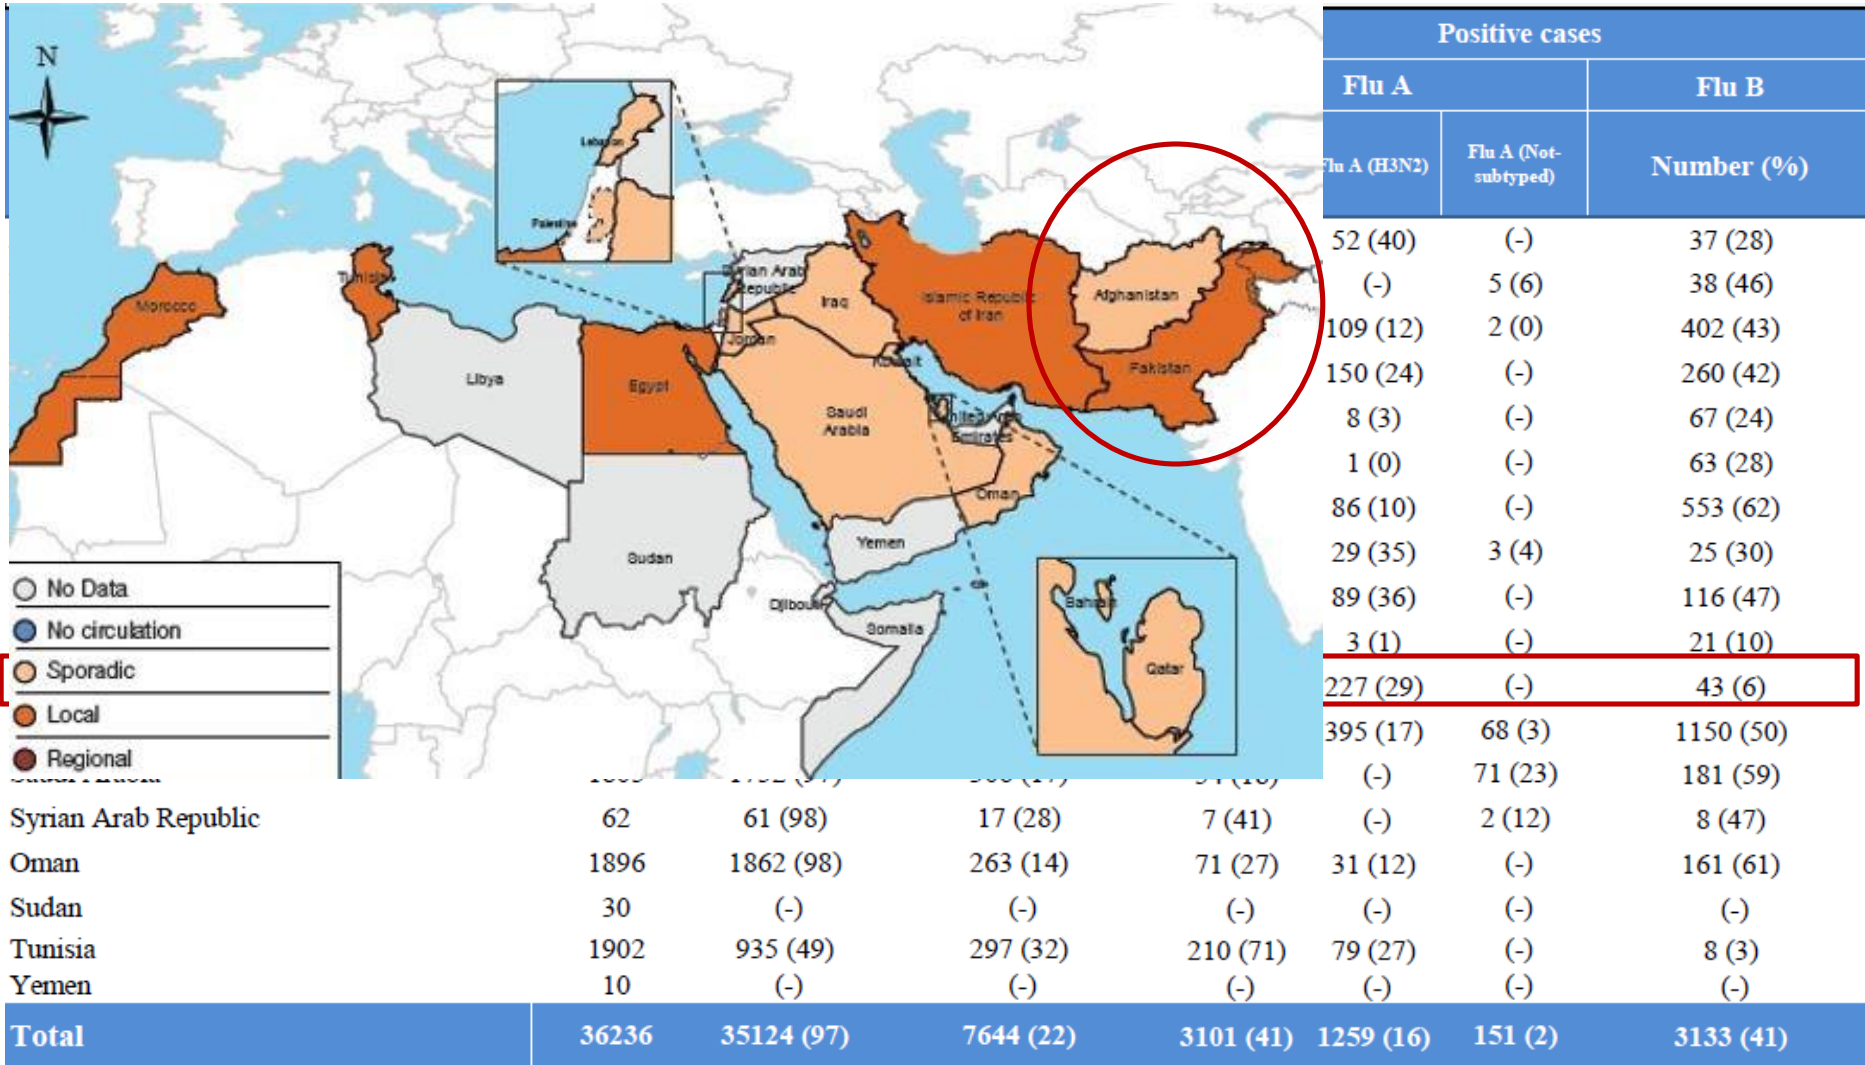 Positive cases
Flu A Flu B
Flu A (H3N2) Flu A (Not-subtyped) Number (%)
N
Lebanon
Palestine
Syrian Arab Republic
Tunisia
Morocco
Iraq
Islamic Republic of Iran
Afghanistan
Jordan
Kuwait
Pakistan
Libya
Egypt
Saudi Arabia
United Arab Emirates
Oman
Yemen
Sudan
Djibouti
Somalia
Bahrain
Qatar
No Data
No circulation
Sporadic
Local
Regional
52 (40) (-) 37 (28)
(-) 5 (6) 38 (46)
109 (12) 2 (0) 402 (43)
150 (24) (-) 260 (42)
8 (3) (-) 67 (24)
1 (0) (-) 63 (28)
86 (10) (-) 553 (62)
29 (35) 3 (4) 25 (30)
89 (36) (-) 116 (47)
3 (1) (-) 21 (10)
227 (29) (-) 43 (6)
395 (17) 68 (3) 1150 (50)
(-) 71 (23) 181 (59)
Syrian Arab Republic 62 61 (98) 17 (28) 7 (41) (-) 2 (12) 8 (47)
Oman 1896 1862 (98) 263 (14) 71 (27) 31 (12) (-) 161 (61)
Sudan 30 (-) (-) (-) (-) (-) (-)
Tunisia 1902 935 (49) 297 (32) 210 (71) 79 (27) (-) 8 (3)
Yemen 10 (-) (-) (-) (-) (-) (-)
Total 36236 35124 (97) 7644 (22) 3101 (41) 1259 (16) 151 (2) 3133 (41)